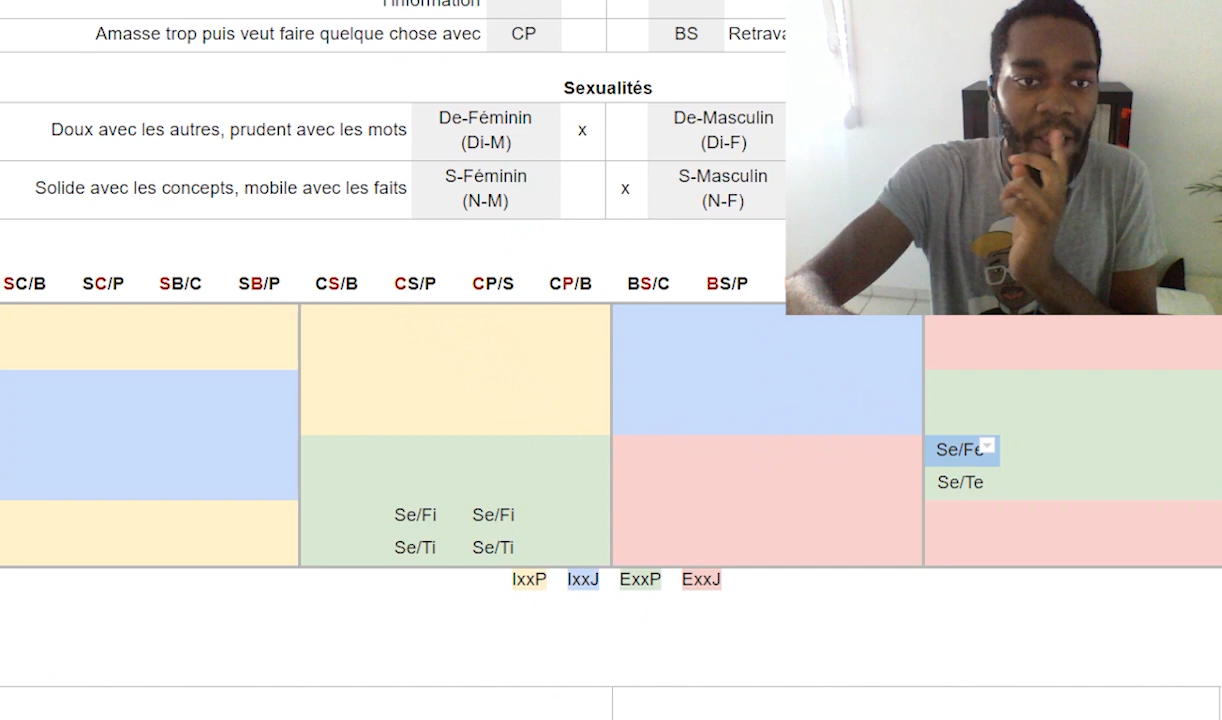 l'information
Amasse trop puis veut faire quelque chose avec CP BS
Sexualités
Doux avec les autres, prudent avec les mots De-Féminin (Di-M) x De-Masculin (Di-F)
Solide avec les concepts, mobile avec les faits S-Féminin (N-M) x S-Masculin (N-F)
SC/B SC/P SB/C SB/P CS/B CS/P CP/S CP/B BS/C BS/P
Se/Fe
Se/Te
Se/Fi Se/Fi
Se/Ti Se/Ti
IxxP IxxJ ExxP ExxJ